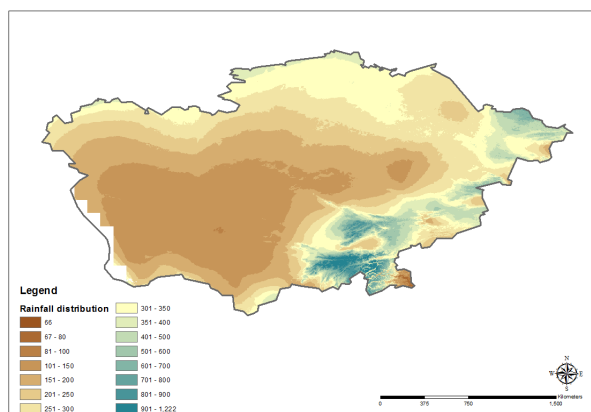 Legend
Rainfall distribution
66
67 - 80
81 - 100
101 - 150
151 - 200
201 - 250
251 - 300
301 - 350
351 - 400
401 - 500
501 - 600
601 - 700
701 - 800
801 - 900
901 - 1,222
N
W E
S
Kilometers
0 375 750 1,500